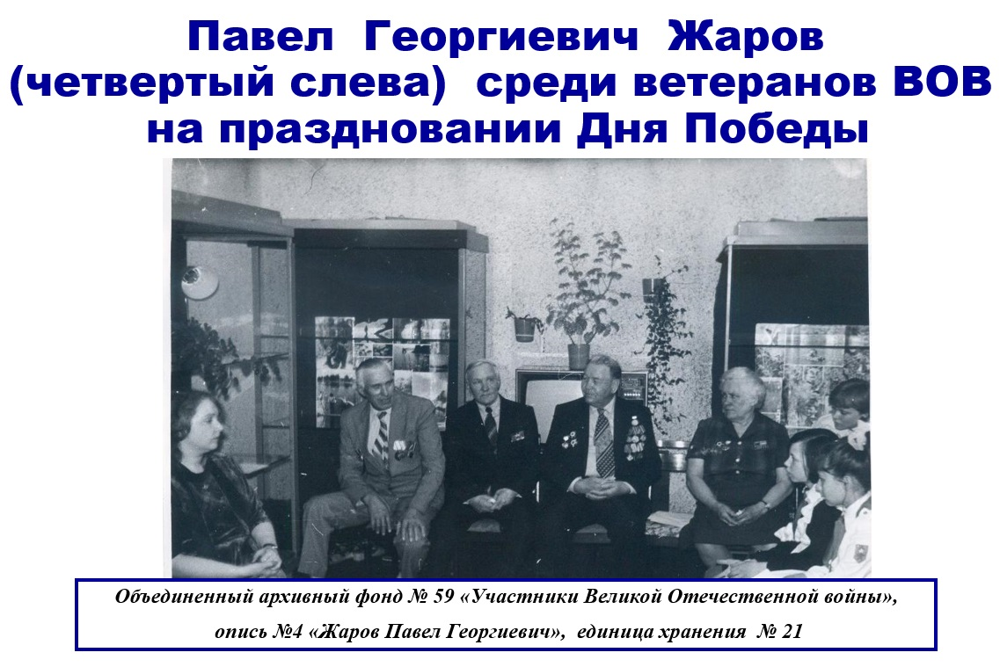 Павел Георгиевич Жаров
(четвертый слева) среди ветеранов ВОВ
на праздновании Дня Победы
Объединенный архивный фонд № 59 «Участники Великой Отечественной войны»,
опись №4 «Жаров Павел Георгиевич», единица хранения № 21